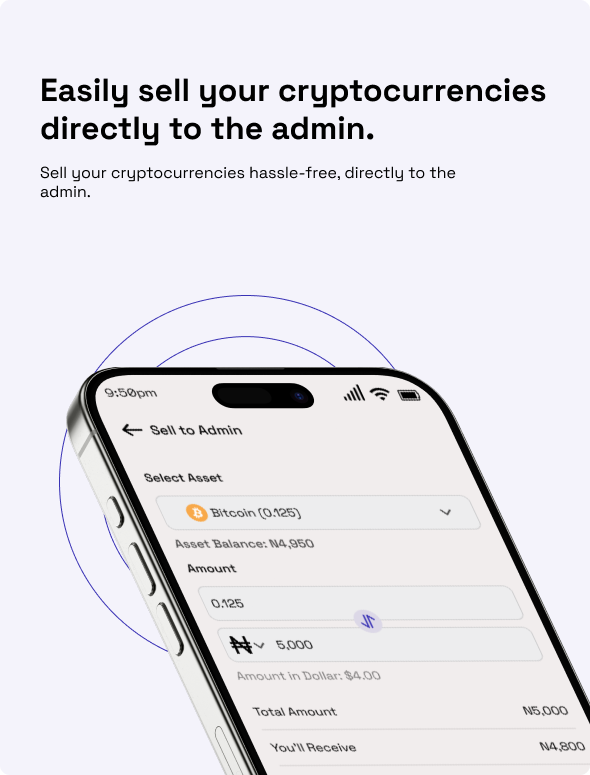 Easily sell your cryptocurrencies
directly to the admin.
Sell your cryptocurrencies hassle-free, directly to the
admin.
9:50pm
Sell to Admin
Select Asset
Bitcoin (0.125)
Asset Balance: N4,950
Amount
0.125
₦ 5,000
Amount in Dollar: $4.00
Total Amount N5,000
You'll Receive N4,800